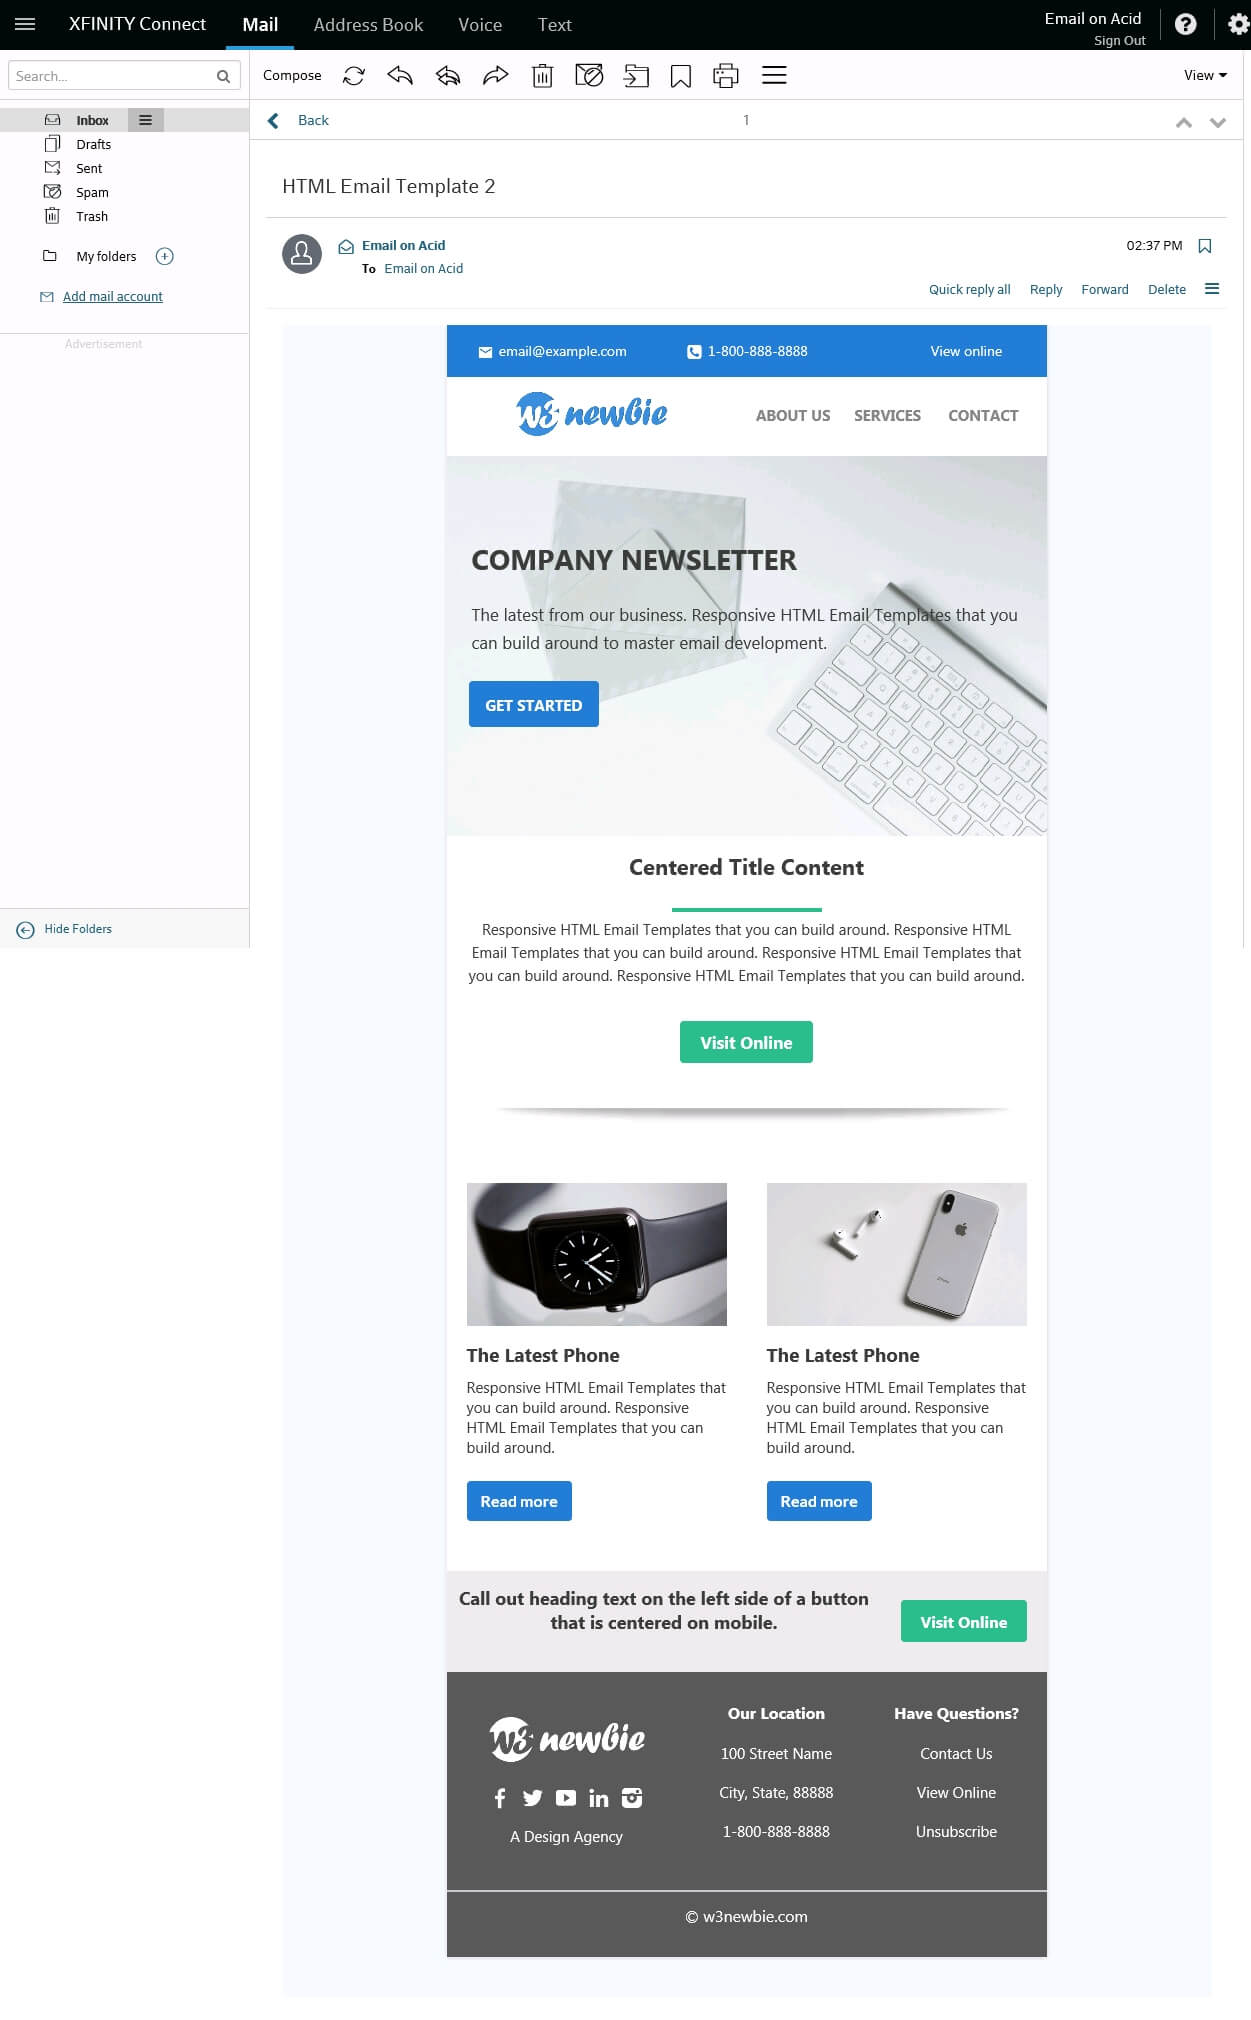 XFINITY Connect Mail Address Book Voice Text Email on Acid
Sign Out
Search...
Compose View
Inbox
Drafts
Sent
Spam
Trash
My folders
Add mail account
Advertisement
Hide Folders
Back 1
HTML Email Template 2
Email on Acid 02:37 PM
To Email on Acid
Quick reply all Reply Forward Delete
email@example.com 1-800-888-8888 View online
w3 newbie ABOUT US SERVICES CONTACT
COMPANY NEWSLETTER
The latest from our business. Responsive HTML Email Templates that you
can build around to master email development.
GET STARTED
Centered Title Content
Responsive HTML Email Templates that you can build around. Responsive HTML
Email Templates that you can build around. Responsive HTML Email Templates that
you can build around. Responsive HTML Email Templates that you can build around.
Visit Online
The Latest Phone
Responsive HTML Email Templates that
you can build around. Responsive
HTML Email Templates that you can
build around.
Read more
The Latest Phone
Responsive HTML Email Templates that
you can build around. Responsive
HTML Email Templates that you can
build around.
Read more
Call out heading text on the left side of a button
that is centered on mobile.
Visit Online
w3 newbie
A Design Agency
Our Location
100 Street Name
City, State, 88888
1-800-888-8888
Have Questions?
Contact Us
View Online
Unsubscribe
© w3newbie.com